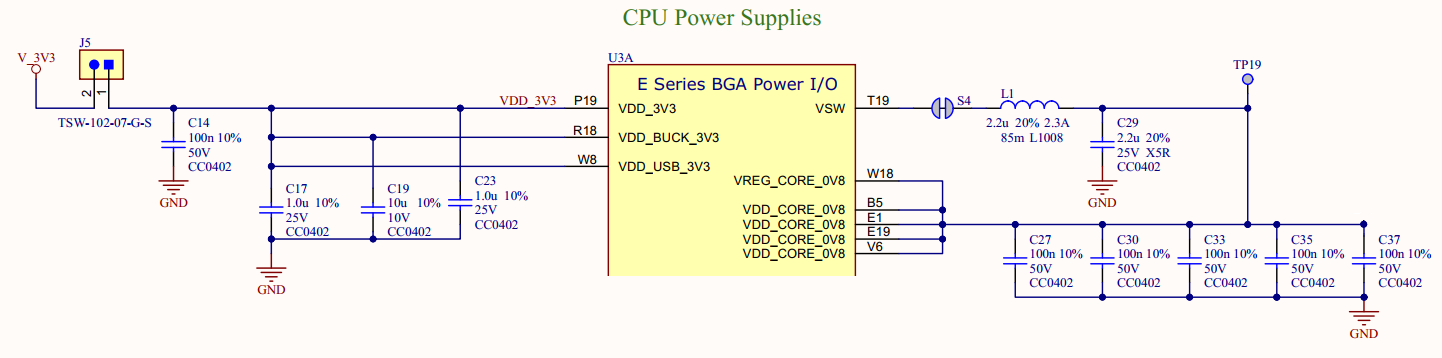 CPU Power Supplies
V_3V3
J5
2
1
TSW-102-07-G-S
C14
100n 10%
50V
CC0402
GND
C17
1.0u 10%
25V
CC0402
GND
C19
10u 10%
10V
CC0402
C23
1.0u 10%
25V
CC0402
VDD_3V3
U3A
E Series BGA Power I/O
P19
VDD_3V3
R18
VDD_BUCK_3V3
W8
VDD_USB_3V3
VSW
T19
VREG_CORE_0V8
W18
VDD_CORE_0V8
B5
VDD_CORE_0V8
E1
VDD_CORE_0V8
E19
VDD_CORE_0V8
V6
S4
L1
2.2u 20% 2.3A
85m L1008
C29
2.2u 20%
25V X5R
CC0402
GND
TP19
C27
100n 10%
50V
CC0402
C30
100n 10%
50V
CC0402
C33
100n 10%
50V
CC0402
C35
100n 10%
50V
CC0402
C37
100n 10%
50V
CC0402
GND